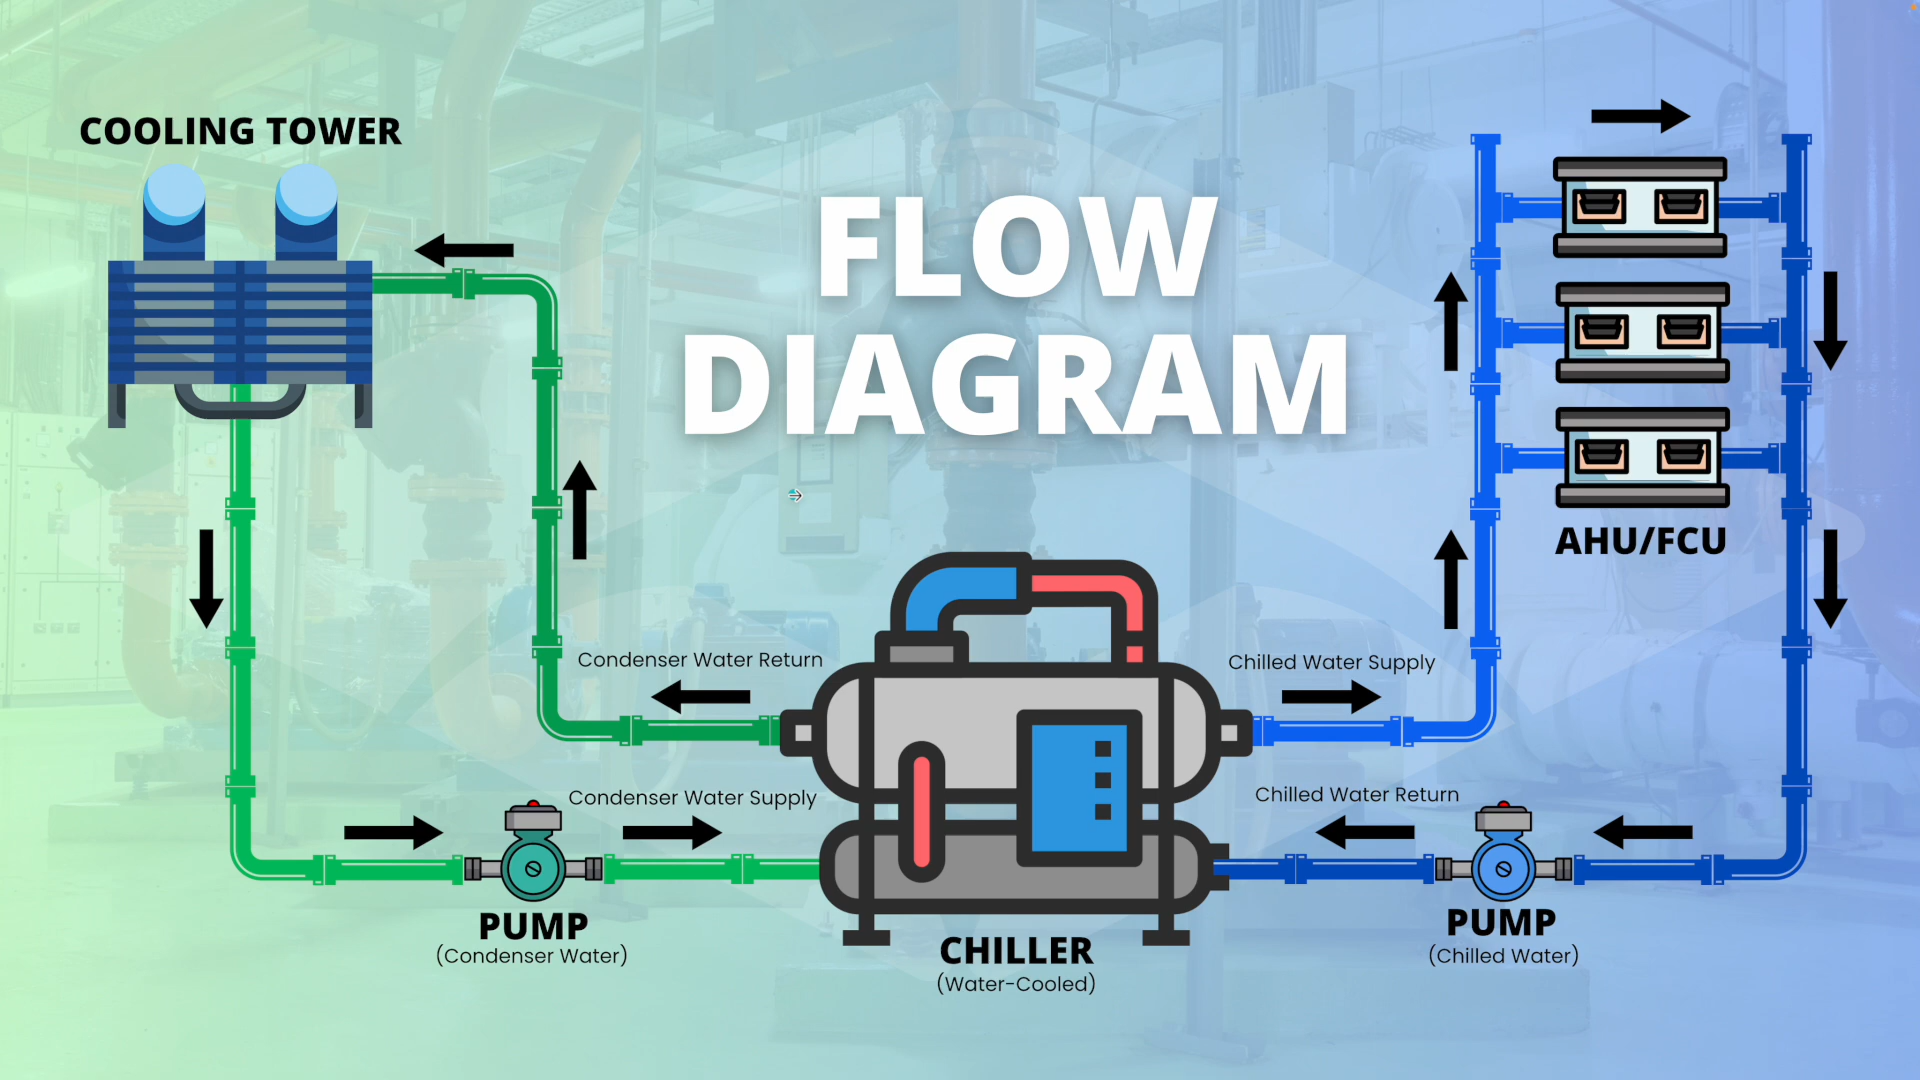 COOLING TOWER
FLOW
DIAGRAM
AHU/FCU
Condenser Water Return
Chilled Water Supply
Condenser Water Supply
Chilled Water Return
PUMP
(Condenser Water)
CHILLER
(Water-Cooled)
PUMP
(Chilled Water)